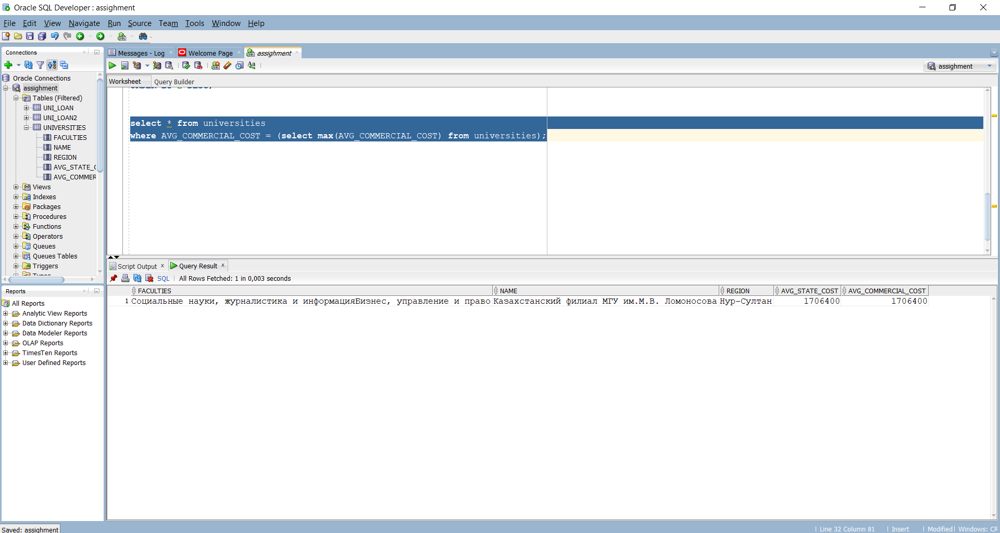 Oracle SQL Developer : assighment
File Edit View Navigate Run Source Team Tools Window Help
Connections
Oracle Connections
assighment
Tables (Filtered)
UNI_LOAN
UNI_LOAN2
UNIVERSITIES
FACULTIES
NAME
REGION
AVG_STATE_
AVG_COMMER
Views
Indexes
Packages
Procedures
Functions
Operators
Queues
Queues Tables
Triggers
Types
Reports
All Reports
Analytic View Reports
Data Dictionary Reports
Data Modeler Reports
OLAP Reports
TimesTen Reports
User Defined Reports
Messages - Log Welcome Page assighment
assighment
Worksheet Query Builder
select * from universities
where AVG_COMMERCIAL_COST = (select max(AVG_COMMERCIAL_COST) from universities);
Script Output Query Result
SQL All Rows Fetched: 1 in 0,003 seconds
FACULTIES NAME REGION AVG_STATE_COST AVG_COMMERCIAL_COST
1 Социальные науки, журналистика и информацияБизнес, управление и право Казахстанский филиал МГУ им.М.В. Ломоносова Нур-Султан 1706400 1706400
Saved: assighment
Line 32 Column 81 Insert Modified Windows: CR